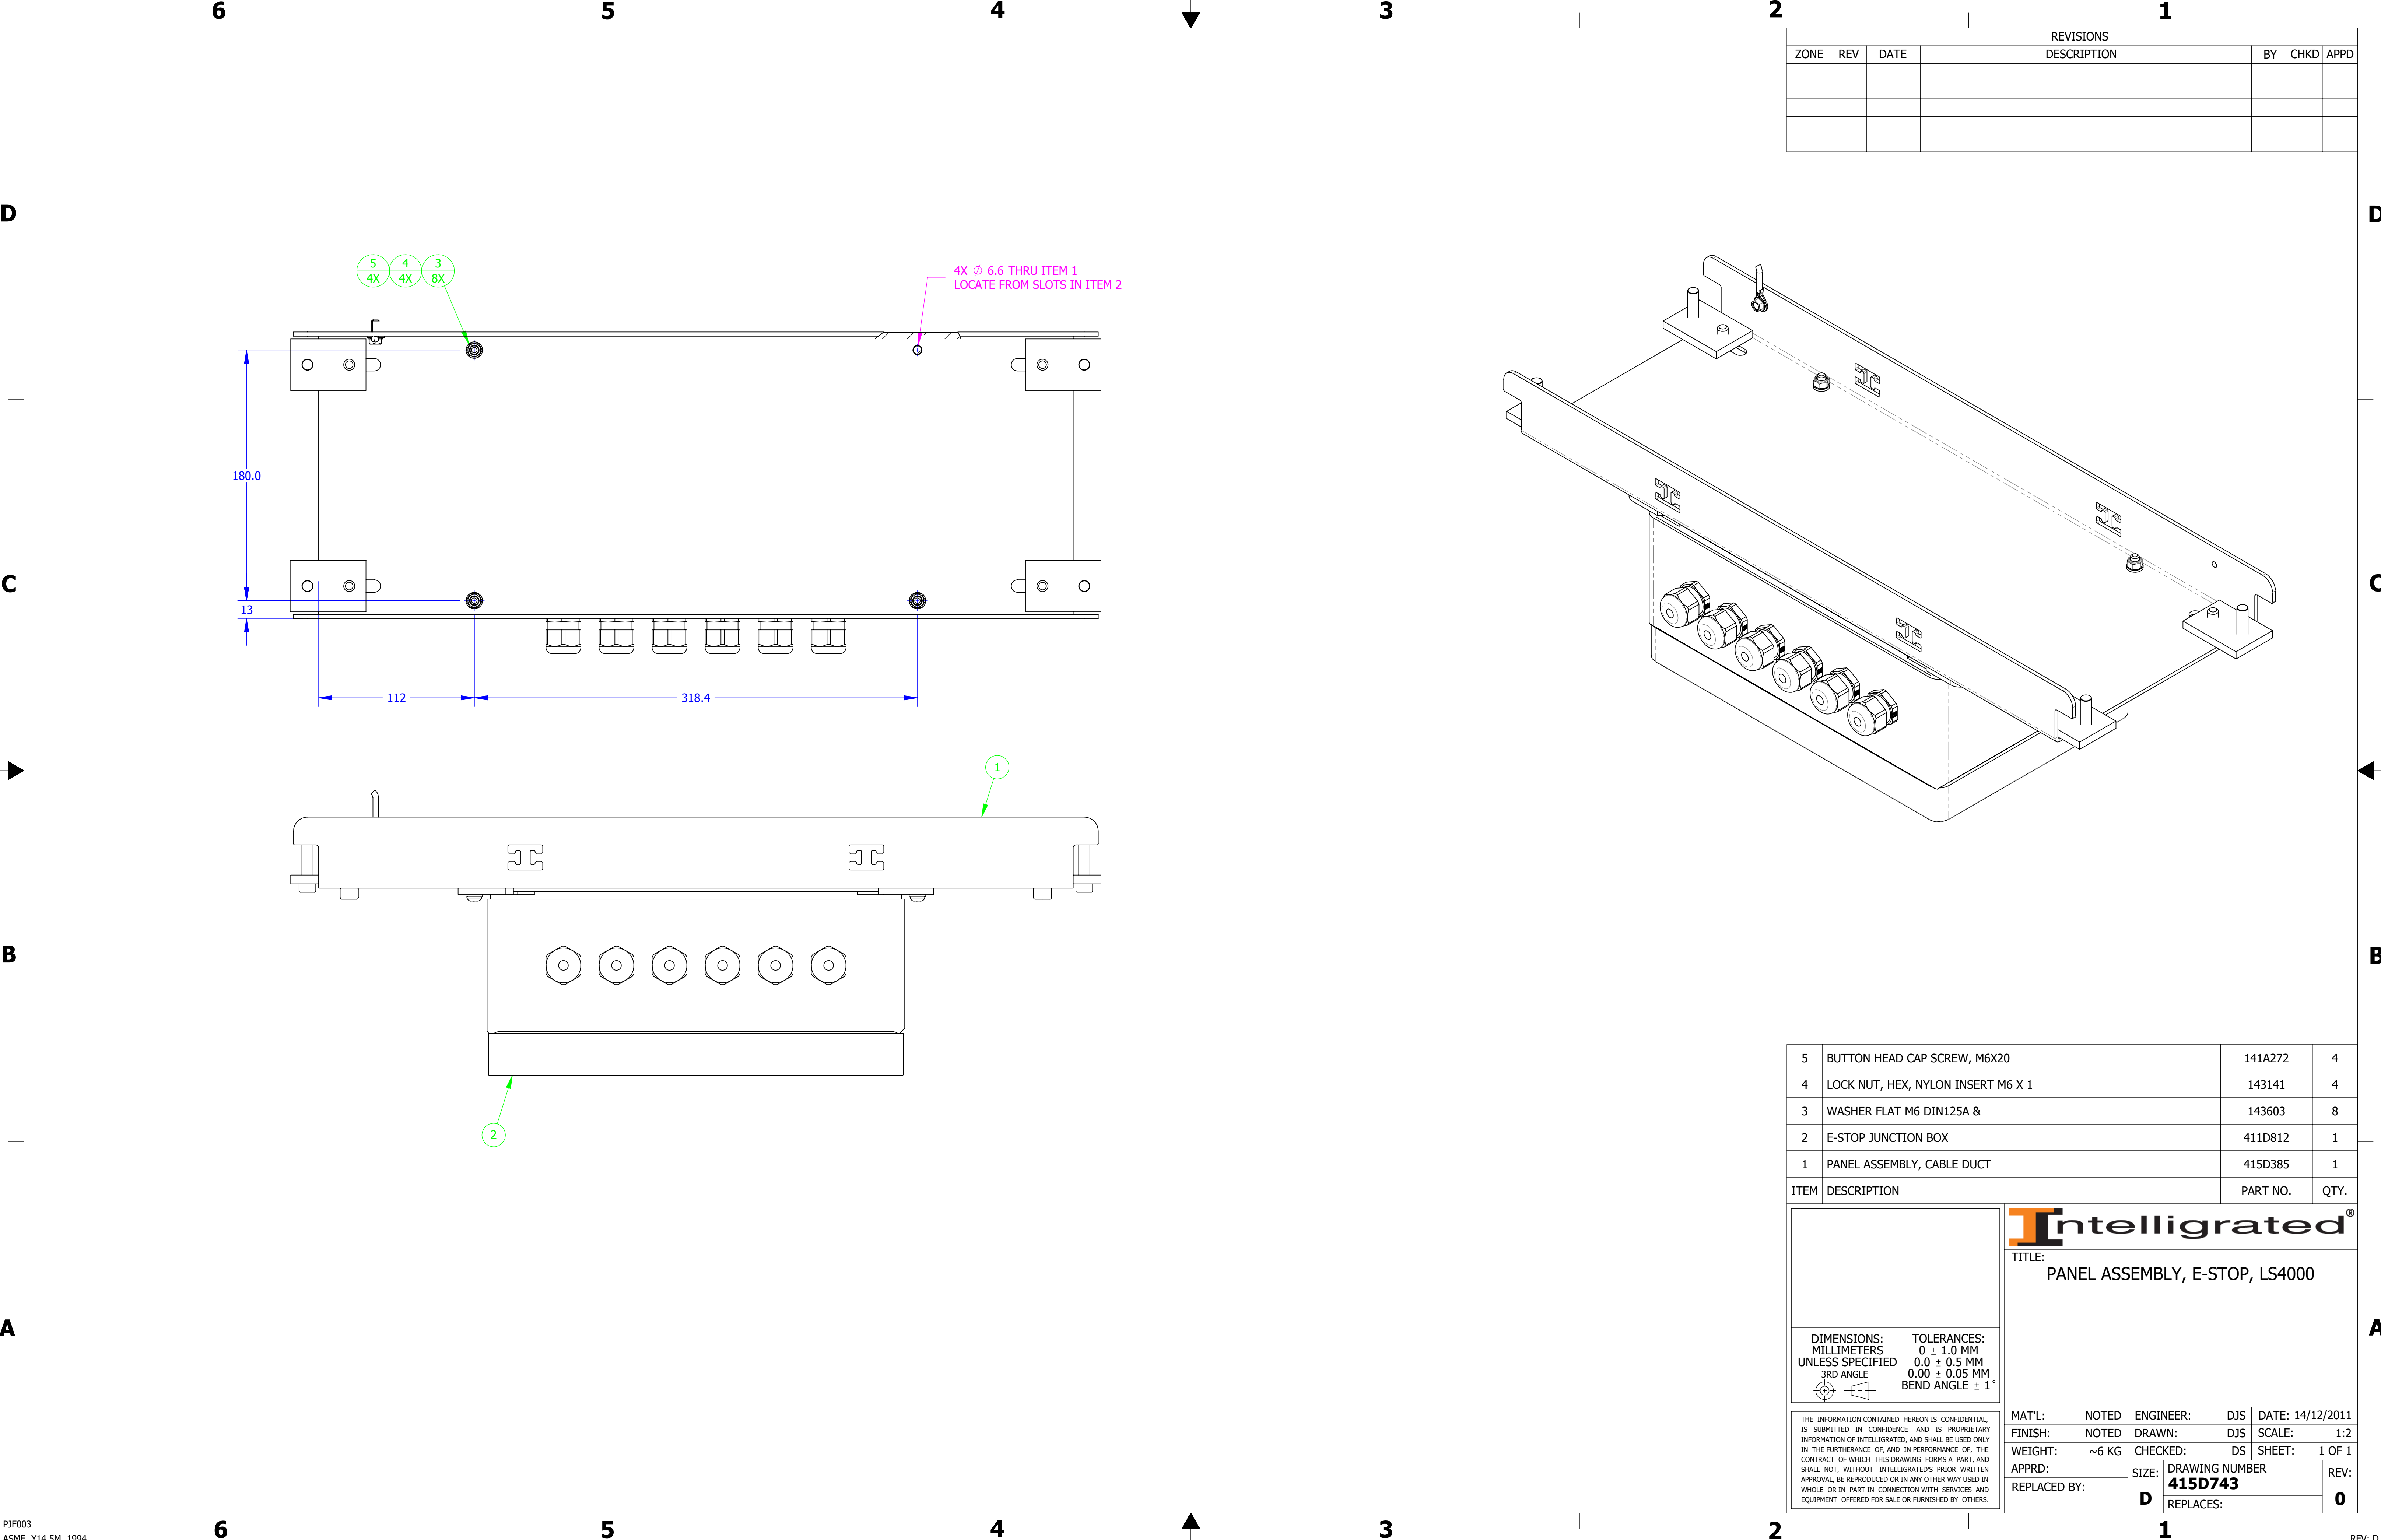 6 5 4 3 2 1
REVISIONS
ZONE REV DATE DESCRIPTION BY CHKD APPD
D D
5 4 3
4X 4X 8X
4X Ø 6.6 THRU ITEM 1
LOCATE FROM SLOTS IN ITEM 2
180.0
C C
13
112 318.4
1
B B
2
5 BUTTON HEAD CAP SCREW, M6X20 141A272 4
4 LOCK NUT, HEX, NYLON INSERT M6 X 1 143141 4
3 WASHER FLAT M6 DIN125A & 143603 8
2 E-STOP JUNCTION BOX 411D812 1
1 PANEL ASSEMBLY, CABLE DUCT 415D385 1
ITEM DESCRIPTION PART NO. QTY.
Intelligrated®
TITLE:
PANEL ASSEMBLY, E-STOP, LS4000
A A
DIMENSIONS:
MILLIMETERS
UNLESS SPECIFIED
3RD ANGLE
TOLERANCES:
0 ± 1.0 MM
0.0 ± 0.5 MM
0.00 ± 0.05 MM
BEND ANGLE ± 1°
THE INFORMATION CONTAINED HEREON IS CONFIDENTIAL,
IS SUBMITTED IN CONFIDENCE AND IS PROPRIETARY
INFORMATION OF INTELLIGRATED, AND SHALL BE USED ONLY
IN THE FURTHERANCE OF, AND IN PERFORMANCE OF, THE
CONTRACT OF WHICH THIS DRAWING FORMS A PART, AND
SHALL NOT, WITHOUT INTELLIGRATED'S PRIOR WRITTEN
APPROVAL, BE REPRODUCED OR IN ANY OTHER WAY USED IN
WHOLE OR IN PART IN CONNECTION WITH SERVICES AND
EQUIPMENT OFFERED FOR SALE OR FURNISHED BY OTHERS.
MAT'L: NOTED ENGINEER: DJS DATE: 14/12/2011
FINISH: NOTED DRAWN: DJS SCALE: 1:2
WEIGHT: ~6 KG CHECKED: DS SHEET: 1 OF 1
APPRD:
REPLACED BY:
SIZE: D
DRAWING NUMBER
415D743
REPLACES:
REV: 0
PJF003
ASME Y14.5M, 1994
6 5 4 3 2 1
REV: D